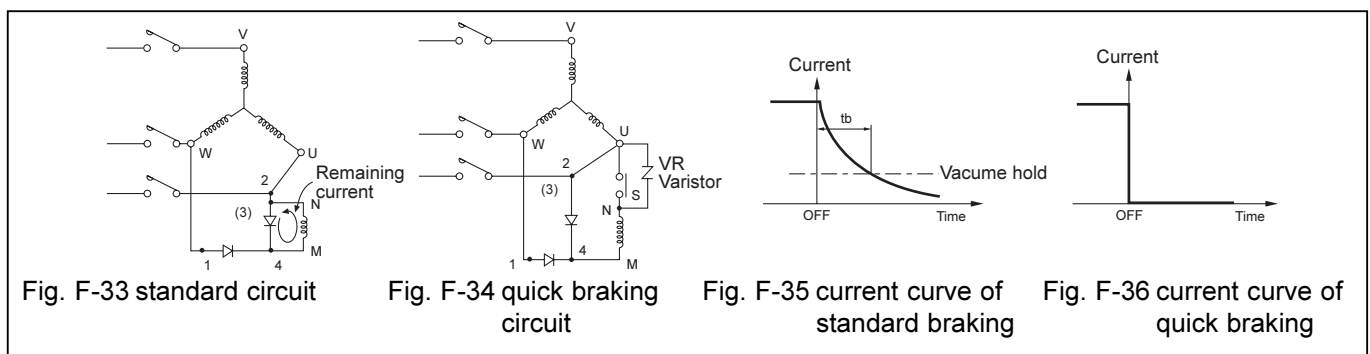 V
W
U
2
(3)
Remaining
current
N
M
1
4
Fig. F-33 standard circuit
V
W
U
2
(3)
S
VR
Varistor
N
M
1
4
Fig. F-34 quick braking
circuit
Current
tb
Vacume hold
OFF
Time
Fig. F-35 current curve of
standard braking
Current
OFF
Time
Fig. F-36 current curve of
quick braking